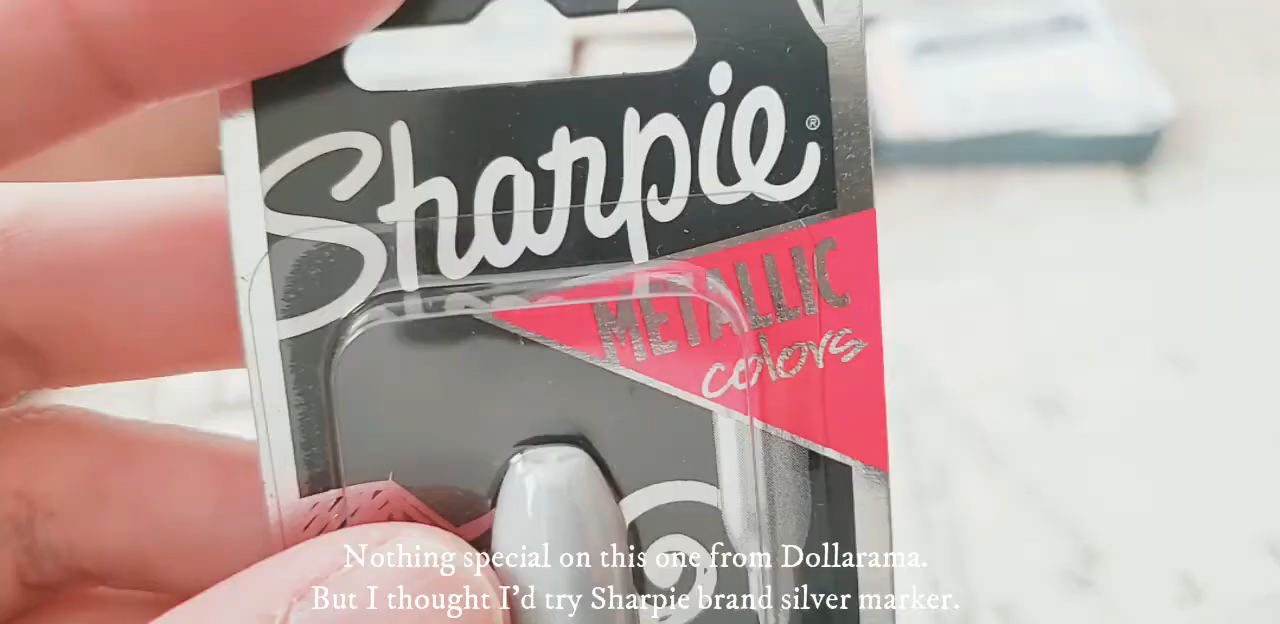 Sharpie®
METALLIC
colors
Nothing special on this one from Dollarama.
But I thought I'd try Sharpie brand silver marker.